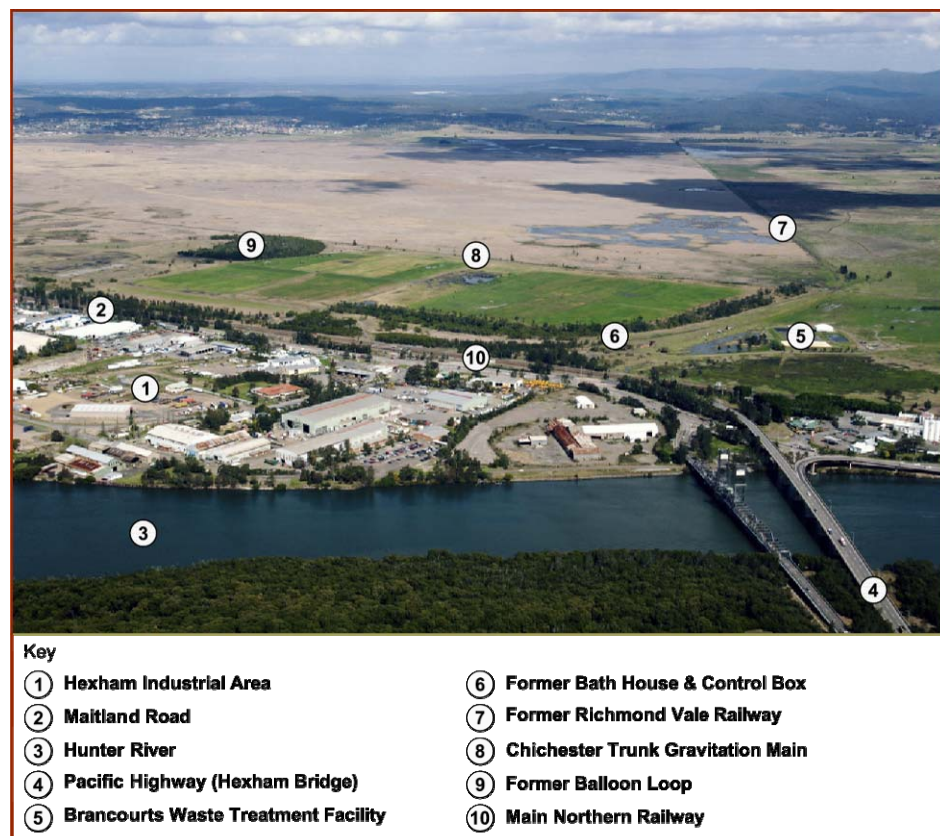 9
8
7
2
10
6
5
1
3
4
Key
1 Hexham Industrial Area
2 Maitland Road
3 Hunter River
4 Pacific Highway (Hexham Bridge)
5 Brancourts Waste Treatment Facility
6 Former Bath House & Control Box
7 Former Richmond Vale Railway
8 Chichester Trunk Gravitation Main
9 Former Balloon Loop
10 Main Northern Railway